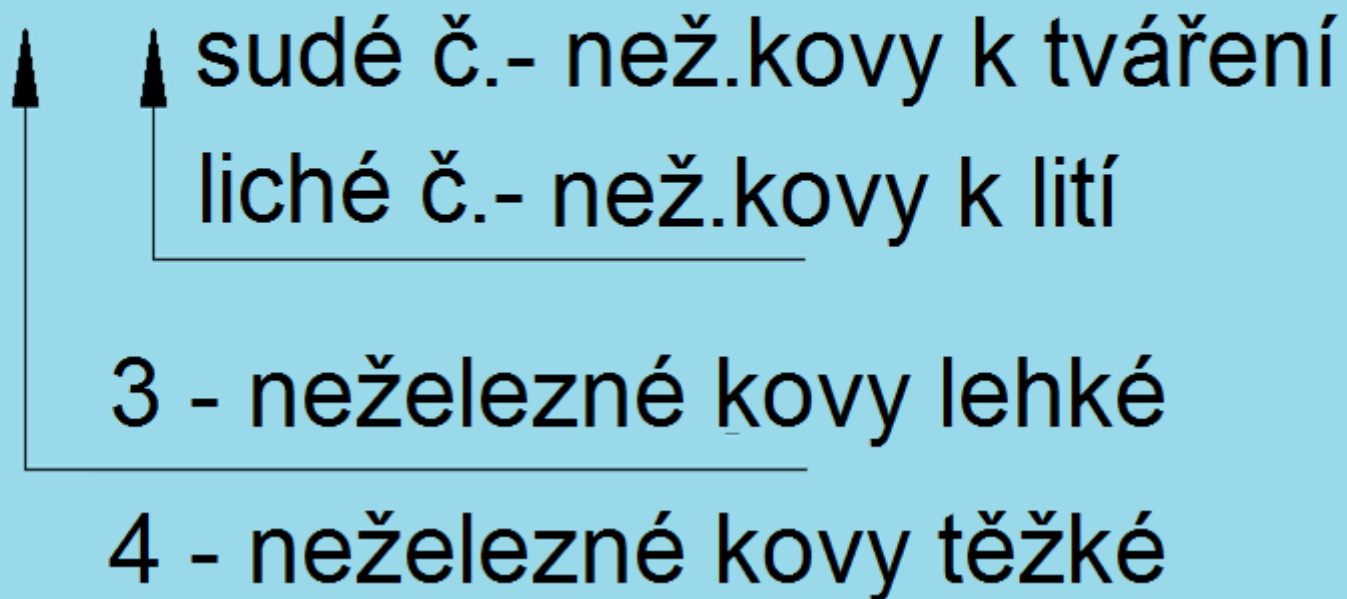 sudé č.- než.kovy k tváření
liché č.- než.kovy k lití
3 - neželezné kovy lehké
4 - neželezné kovy těžké